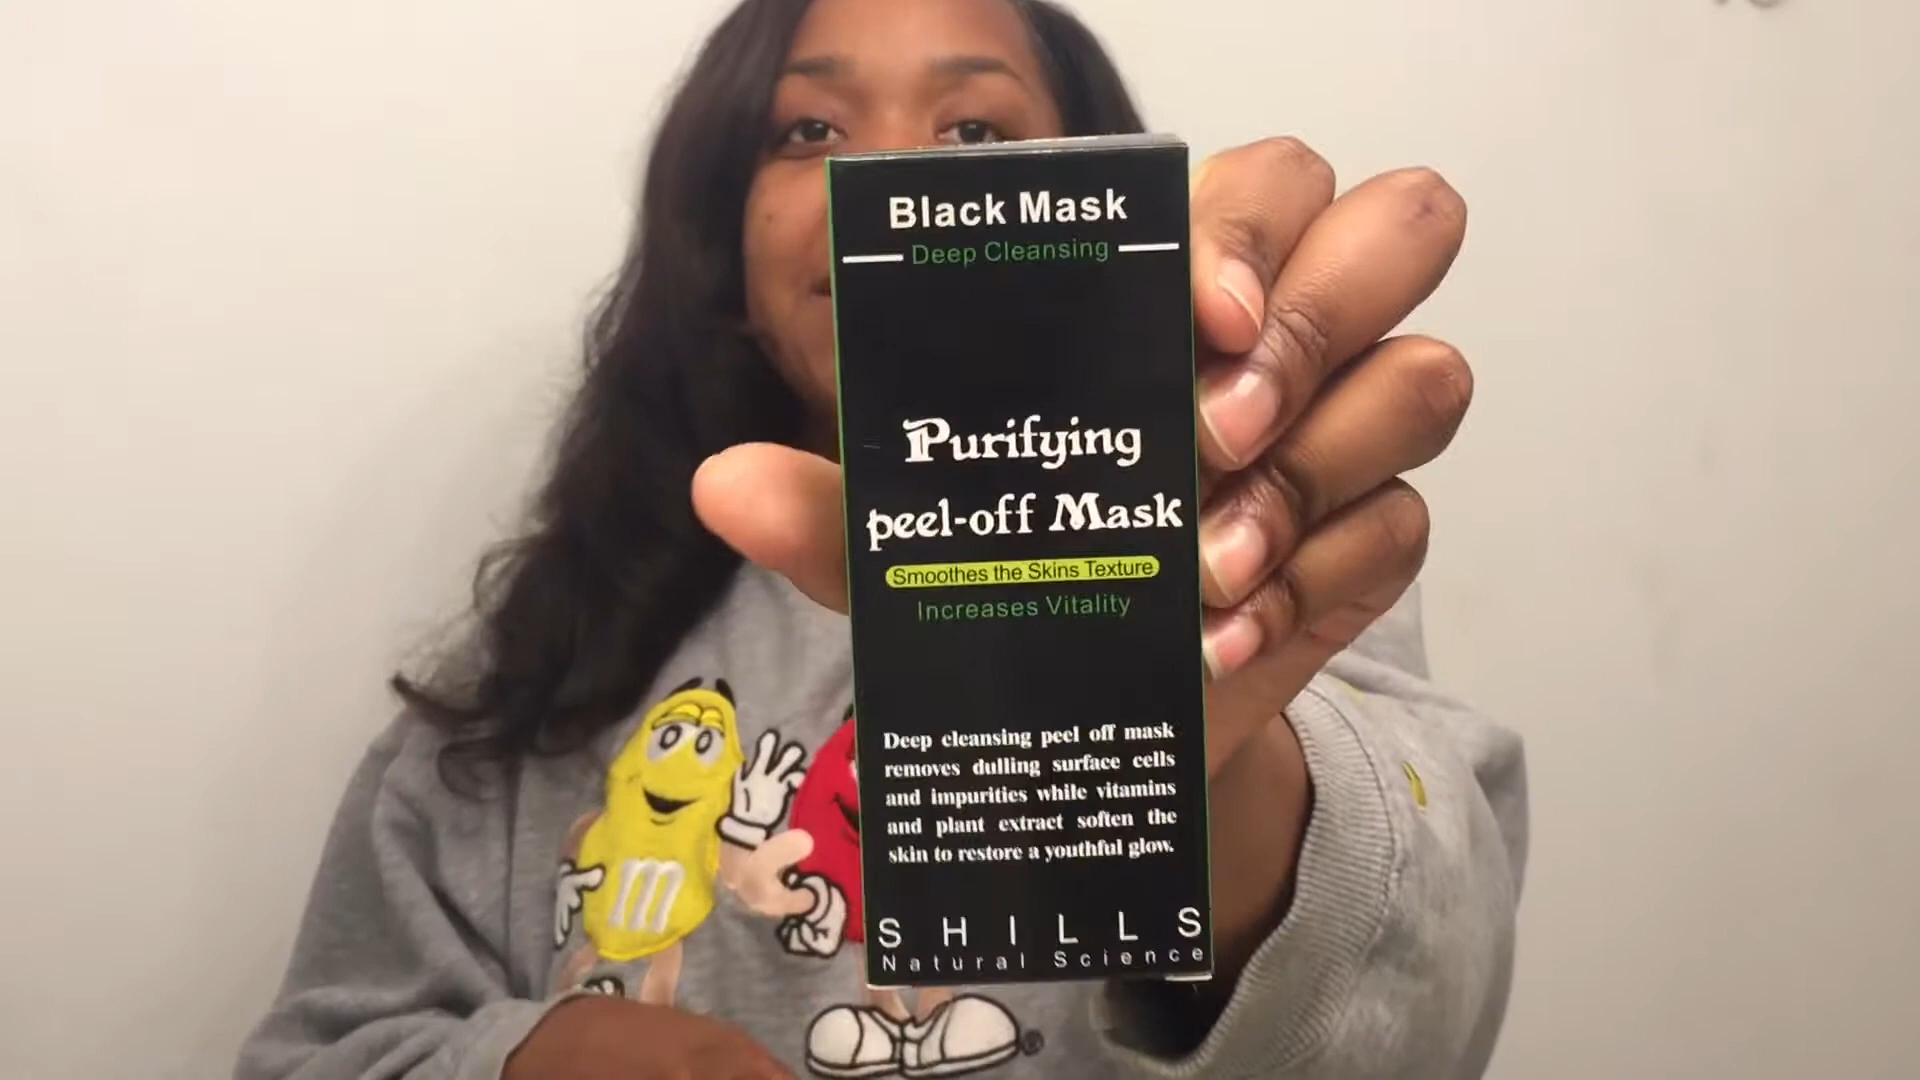 Black Mask
Deep Cleansing
Purifying
peel-off Mask
Smoothes the Skins Texture
Increases Vitality
Deep cleansing peel off mask
removes dulling surface cells
and impurities while vitamins
and plant extract soften the
skin to restore a youthful glow.
SHILLS
Natural Science
m
®